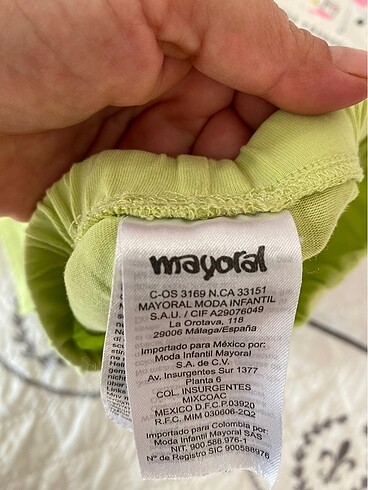 mayoral
C-OS 3169 N.CA 33151
MAYORAL MODA INFANTIL
S.A.U. / CIF A29076049
La Orotava, 118
29006 Málaga/España
Importado para México por:
Moda Infantil Mayoral
S.A. de C.V.
Av. Insurgentes Sur 1377
Planta 6
COL. INSURGENTES
MIXCOAC
MEXICO D.F.C.P.03920
R.F.C. MIM 030606-2Q2
Importado para Colombia por:
Moda Infantil Mayoral SAS
NIT. 900.588.976-1
Nº de Registro SIC 900588976